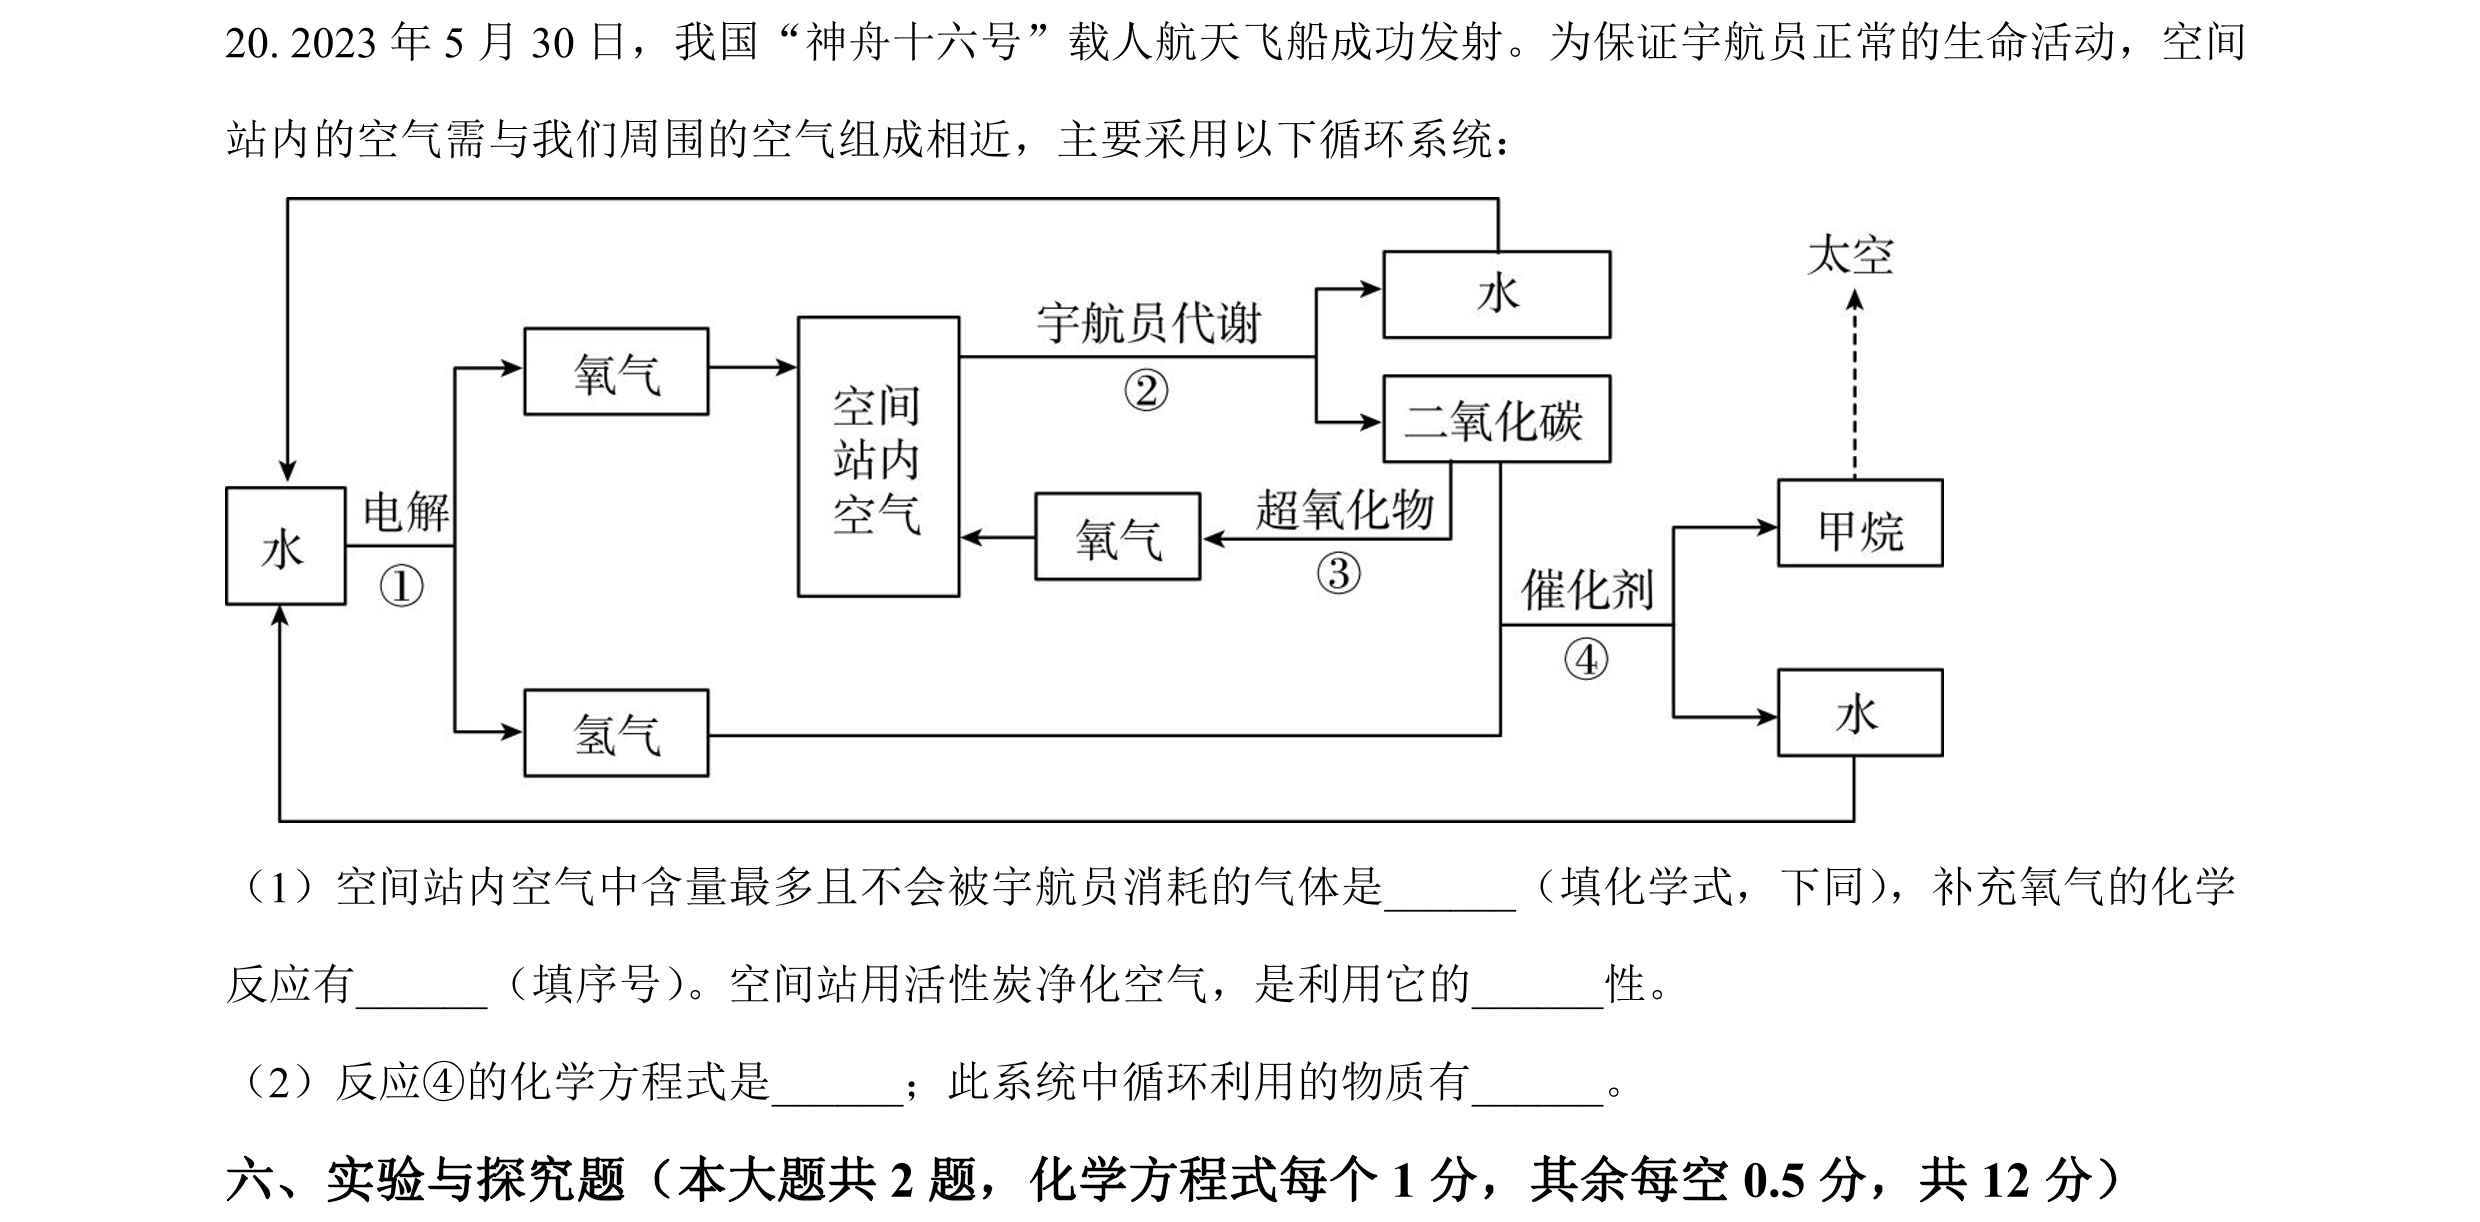 20. 2023 年 5 月 30 日，我国“神舟十六号”载人航天飞船成功发射。为保证宇航员正常的生命活动，空间
站内的空气需与我们周围的空气组成相近，主要采用以下循环系统：
太空
水
宇航员代谢
②
氧气
空间
站内
空气
二氧化碳
超氧化物
③
氧气
电解
①
水
甲烷
催化剂
④
氢气
水
（1）空间站内空气中含量最多且不会被宇航员消耗的气体是______（填化学式，下同），补充氧气的化学
反应有______（填序号）。空间站用活性炭净化空气，是利用它的______性。
（2）反应④的化学方程式是______；此系统中循环利用的物质有______。
六、实验与探究题（本大题共 2 题，化学方程式每个 1 分，其余每空 0.5 分，共 12 分）